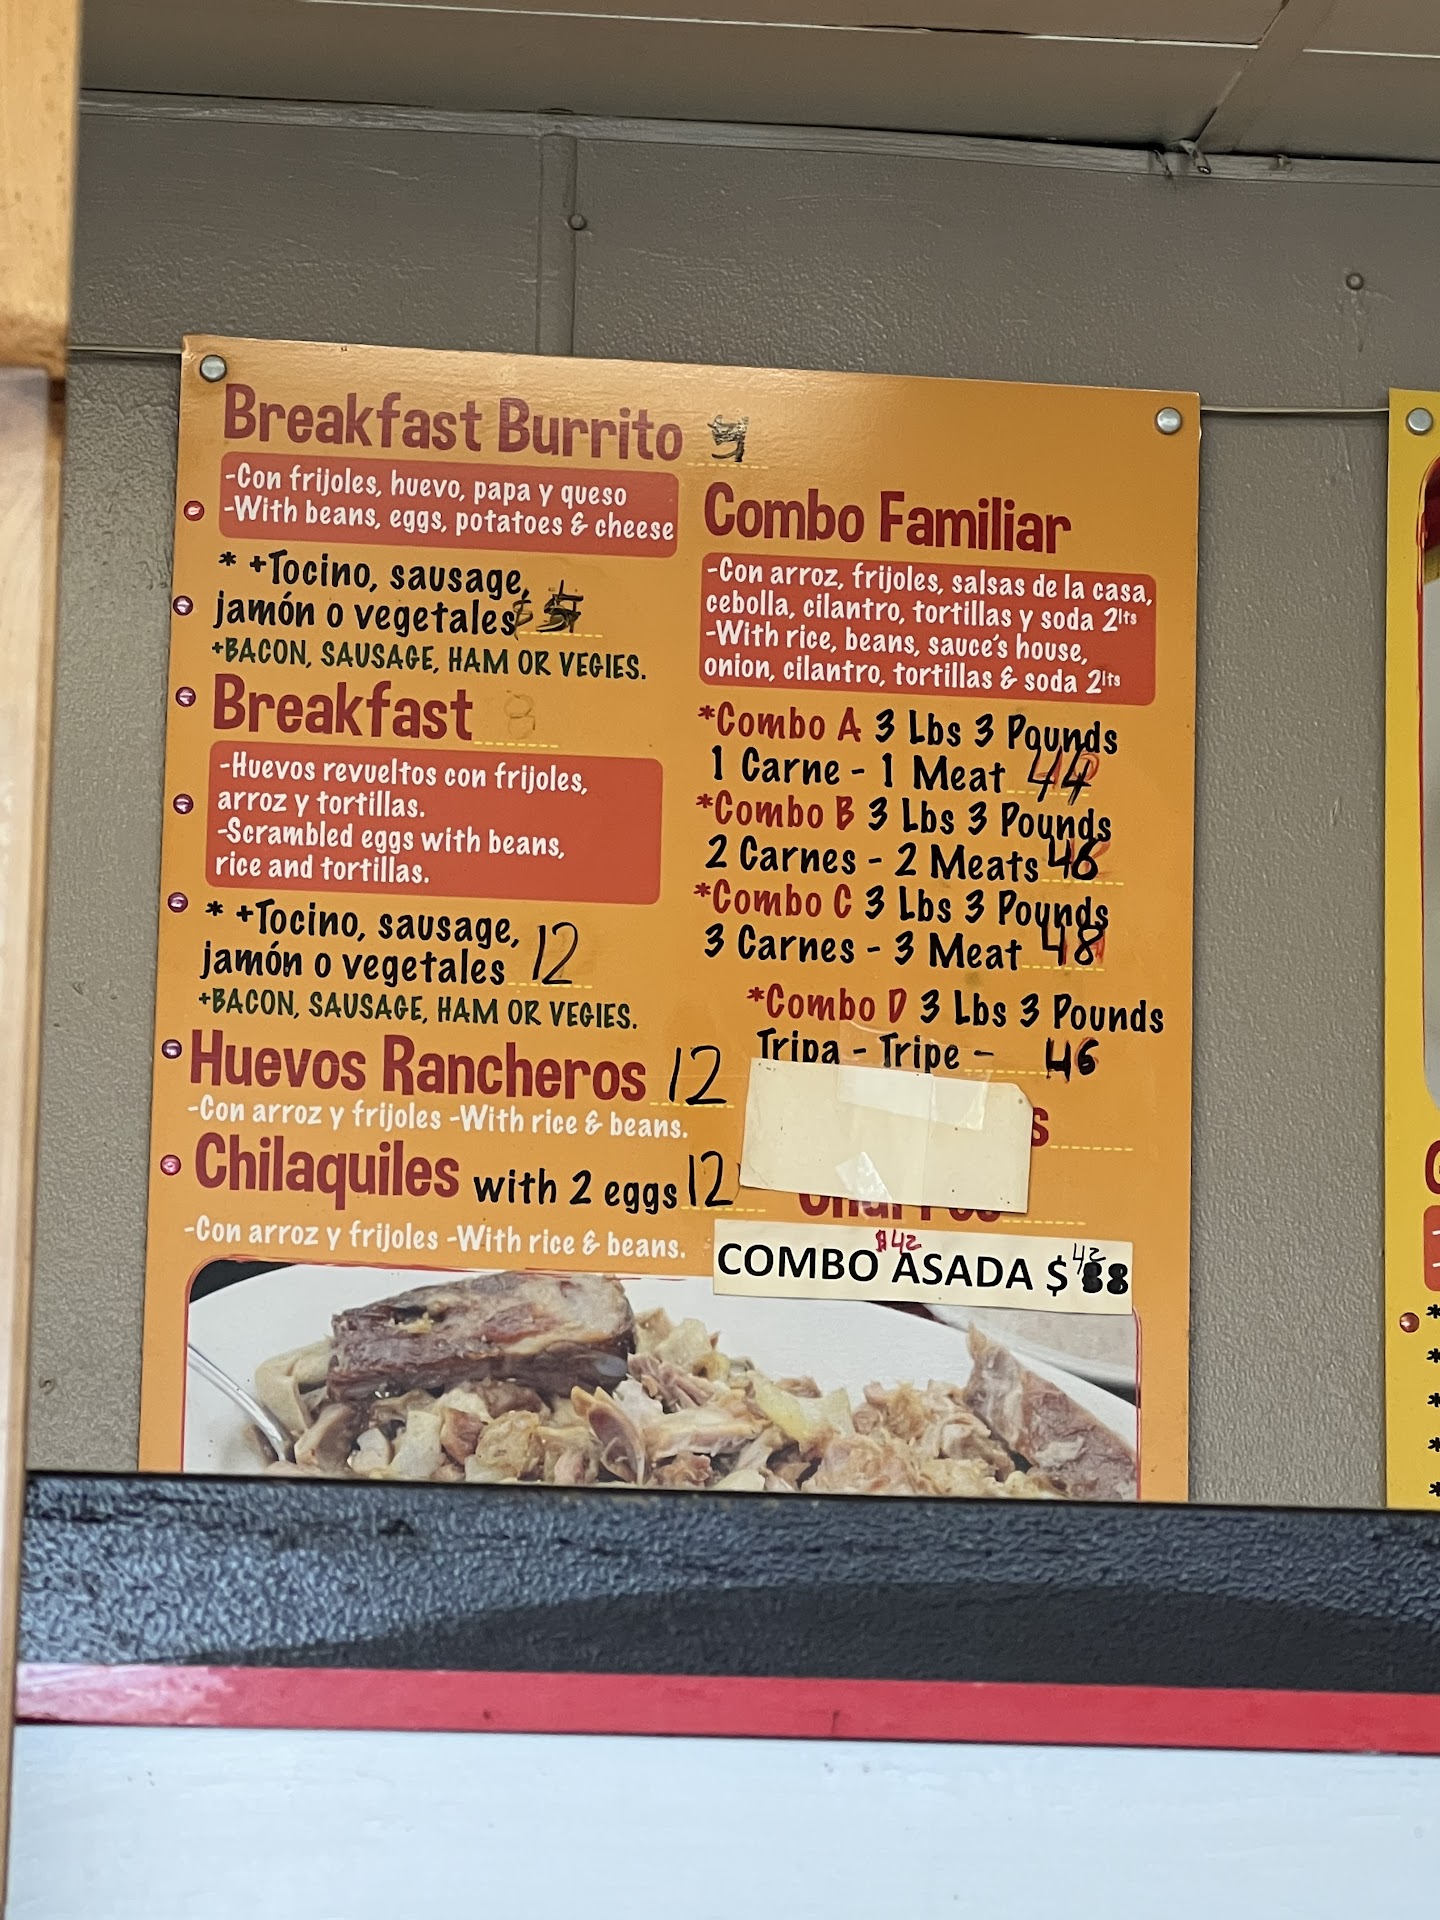 Breakfast Burrito 9
-Con frijoles, huevo, papa y queso
-With beans, eggs, potatoes & cheese
* +Tocino, sausage,
jamón o vegetales $
+BACON, SAUSAGE, HAM OR VEGIES.
Breakfast 8
-Huevos revueltos con frijoles,
arroz y tortillas.
-Scrambled eggs with beans,
rice and tortillas.
* +Tocino, sausage,
jamón o vegetales 12
+BACON, SAUSAGE, HAM OR VEGIES.
Huevos Rancheros 12
-Con arroz y frijoles -With rice & beans.
Chilaquiles with 2 eggs 12
-Con arroz y frijoles -With rice & beans.
Combo Familiar
-Con arroz, frijoles, salsas de la casa,
cebolla, cilantro, tortillas y soda 2lts
-With rice, beans, sauce's house,
onion, cilantro, tortillas & soda 2lts
*Combo A 3 Lbs 3 Pounds
1 Carne - 1 Meat 44
*Combo B 3 Lbs 3 Pounds
2 Carnes - 2 Meats 46
*Combo C 3 Lbs 3 Pounds
3 Carnes - 3 Meat 48
*Combo D 3 Lbs 3 Pounds
Tripa - Tripe - 46
s
$42
COMBO ASADA $ 42